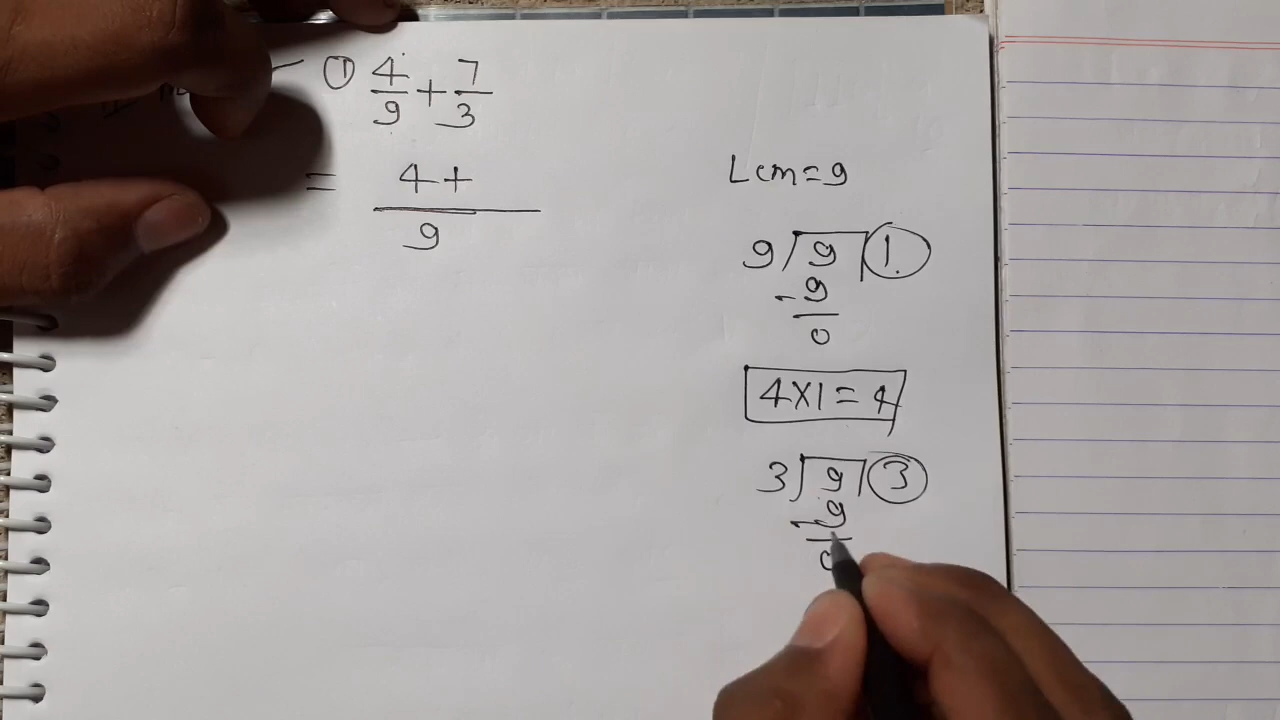 ① 4/9 + 7/3
= 4+ / 9
Lcm=9
9 ) 9 ( 1
- 9
0
4×1=4
3 ) 9 ( 3
- 9
0